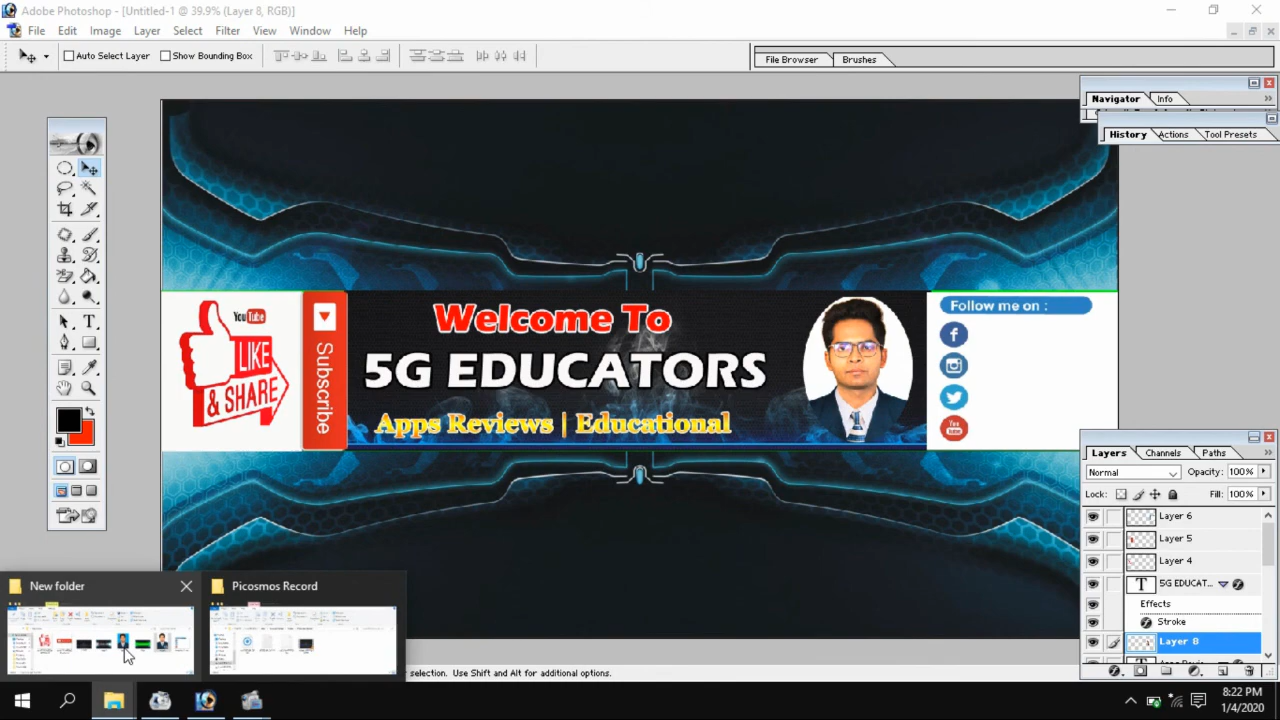 Adobe Photoshop - [Untitled-1 @ 39.9% (Layer 8, RGB)]
File Edit Image Layer Select Filter View Window Help
Auto Select Layer Show Bounding Box
File Browser Brushes
Navigator Info
History Actions Tool Presets
You Tube
LIKE
& SHARE
Subscribe
Welcome To
5G EDUCATORS
Apps Reviews | Educational
Follow me on :
You
Layers Channels Paths
Normal Opacity: 100%
Lock: Fill: 100%
Layer 6
Layer 5
Layer 4
T 5G EDUCAT...
Effects
Stroke
Layer 8
New folder
Picosmos Record
selection. Use Shift and Alt for additional options.
8:22 PM
1/4/2020